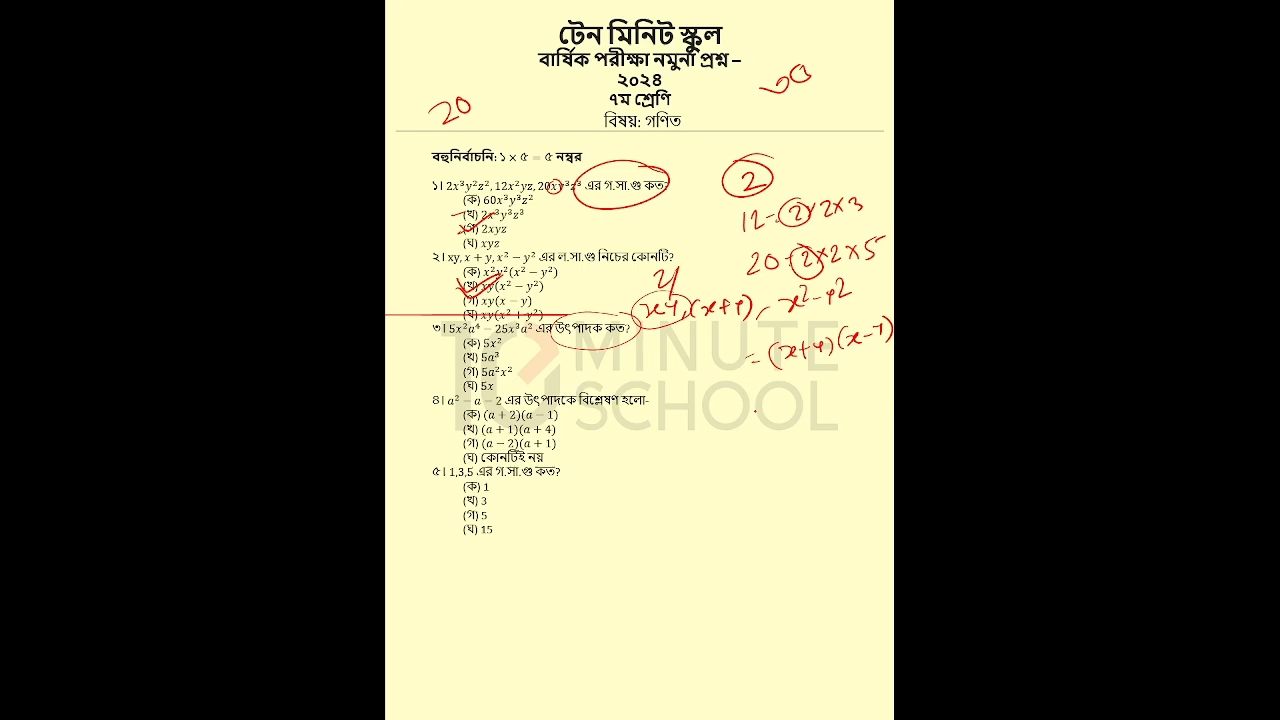 টেন মিনিট স্কুল
বার্ষিক পরীক্ষা নমুনা প্রশ্ন –
২০২৪
৭ম শ্রেণি
বিষয়: গণিত
20
বহুনির্বাচনি: ১ × ৫ = ৫ নম্বর
১। 2x³y²z², 12x²yz, 20xy³z³ এর গ.সা.গু কত?
(ক) 60x³y³z²
(খ) 2x³y³z³
(গ) 2xyz
(ঘ) xyz
২। xy, x + y, x² − y² এর ল.সা.গু নিচের কোনটি?
(ক) x²y²(x² − y²)
(খ) xy(x² − y²)
(গ) xy(x − y)
(ঘ) xy(x² + y²)
৩। 5x²a⁴ − 25x³a² এর উৎপাদক কত?
(ক) 5x²
(খ) 5a³
(গ) 5a²x²
(ঘ) 5x
৪। a² − a − 2 এর উৎপাদকে বিশ্লেষণ হলো-
(ক) (a + 2)(a − 1)
(খ) (a + 1)(a + 4)
(গ) (a − 2)(a + 1)
(ঘ) কোনটিই নয়
৫। 1,3,5 এর গ.সা.গু কত?
(ক) 1
(খ) 3
(গ) 5
(ঘ) 15
2
12 = 2×2×3
20 = 2×2×5
xy, (x+y), x²−y²
= (x+y)(x−y)
10 MINUTE
SCHOOL